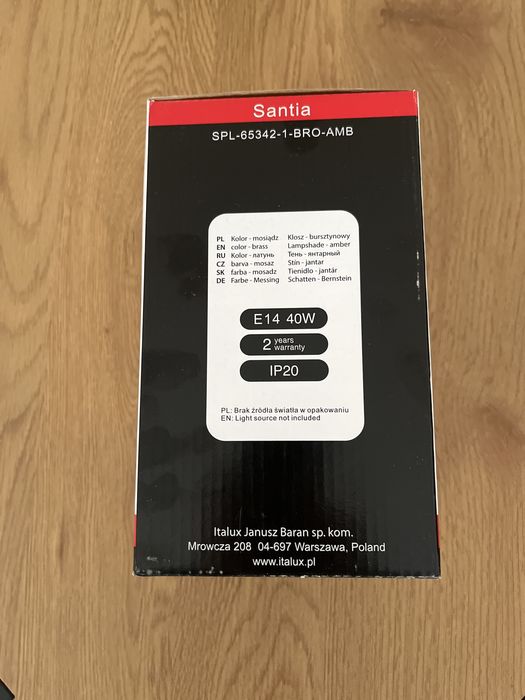 Santia
SPL-65342-1-BRO-AMB
PL Kolor - mosiądz Klosz - bursztynowy
EN color - brass Lampshade - amber
RU Kolor - латунь Тень - янтарный
CZ barva - mosaz Stín - jantar
SK farba - mosadz Tienidlo - jantár
DE Farbe - Messing Schatten - Bernstein
E14 40W
2 years warranty
IP20
PL: Brak źródła światła w opakowaniu
EN: Light source not included
Italux Janusz Baran sp. kom.
Mrowcza 208 04-697 Warszawa, Poland
www.italux.pl